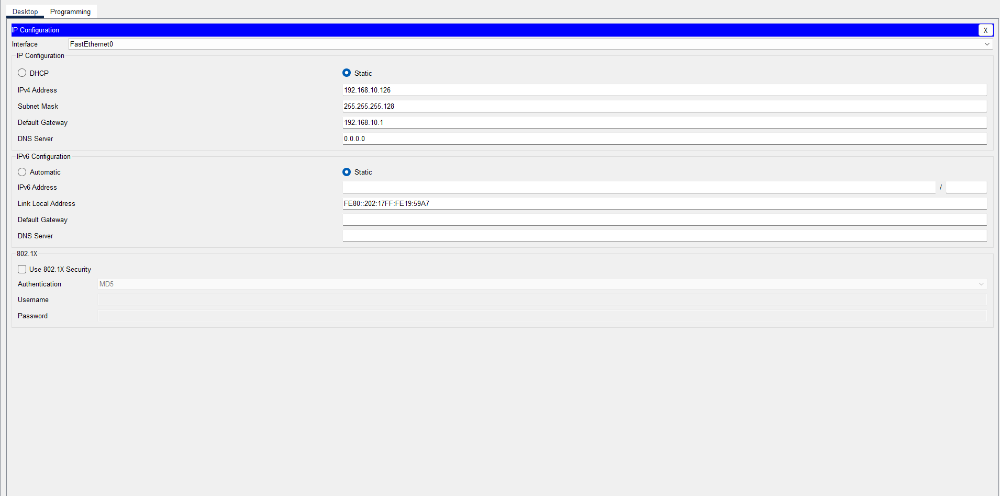 Desktop Programming
IP Configuration X
Interface FastEthernet0
IP Configuration
DHCP Static
IPv4 Address 192.168.10.126
Subnet Mask 255.255.255.128
Default Gateway 192.168.10.1
DNS Server 0.0.0.0
IPv6 Configuration
Automatic Static
IPv6 Address /
Link Local Address FE80::202:17FF:FE19:59A7
Default Gateway
DNS Server
802.1X
Use 802.1X Security
Authentication MD5
Username
Password